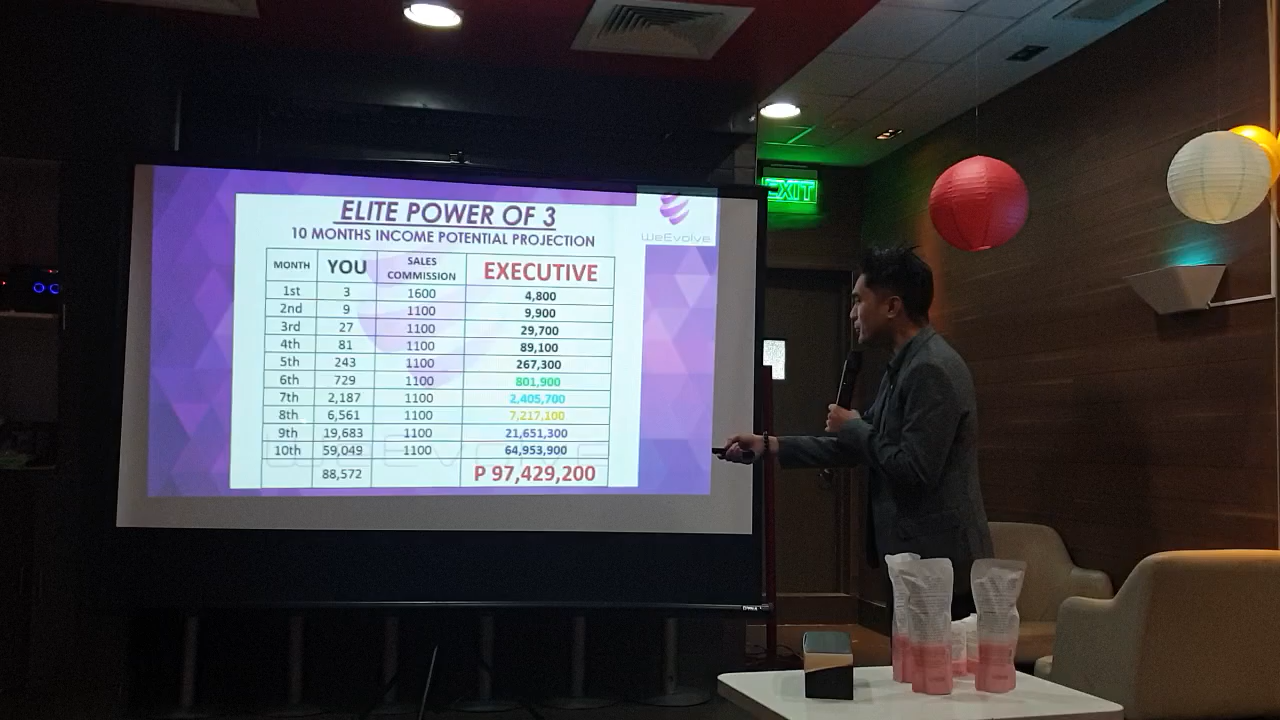 EXIT
ELITE POWER OF 3
10 MONTHS INCOME POTENTIAL PROJECTION
WeEvolve
MONTH YOU SALES COMMISSION EXECUTIVE
1st 3 1600 4,800
2nd 9 1100 9,900
3rd 27 1100 29,700
4th 81 1100 89,100
5th 243 1100 267,300
6th 729 1100 801,900
7th 2,187 1100 2,405,700
8th 6,561 1100 7,217,100
9th 19,683 1100 21,651,300
10th 59,049 1100 64,953,900
88,572 P 97,429,200
WeEvolve